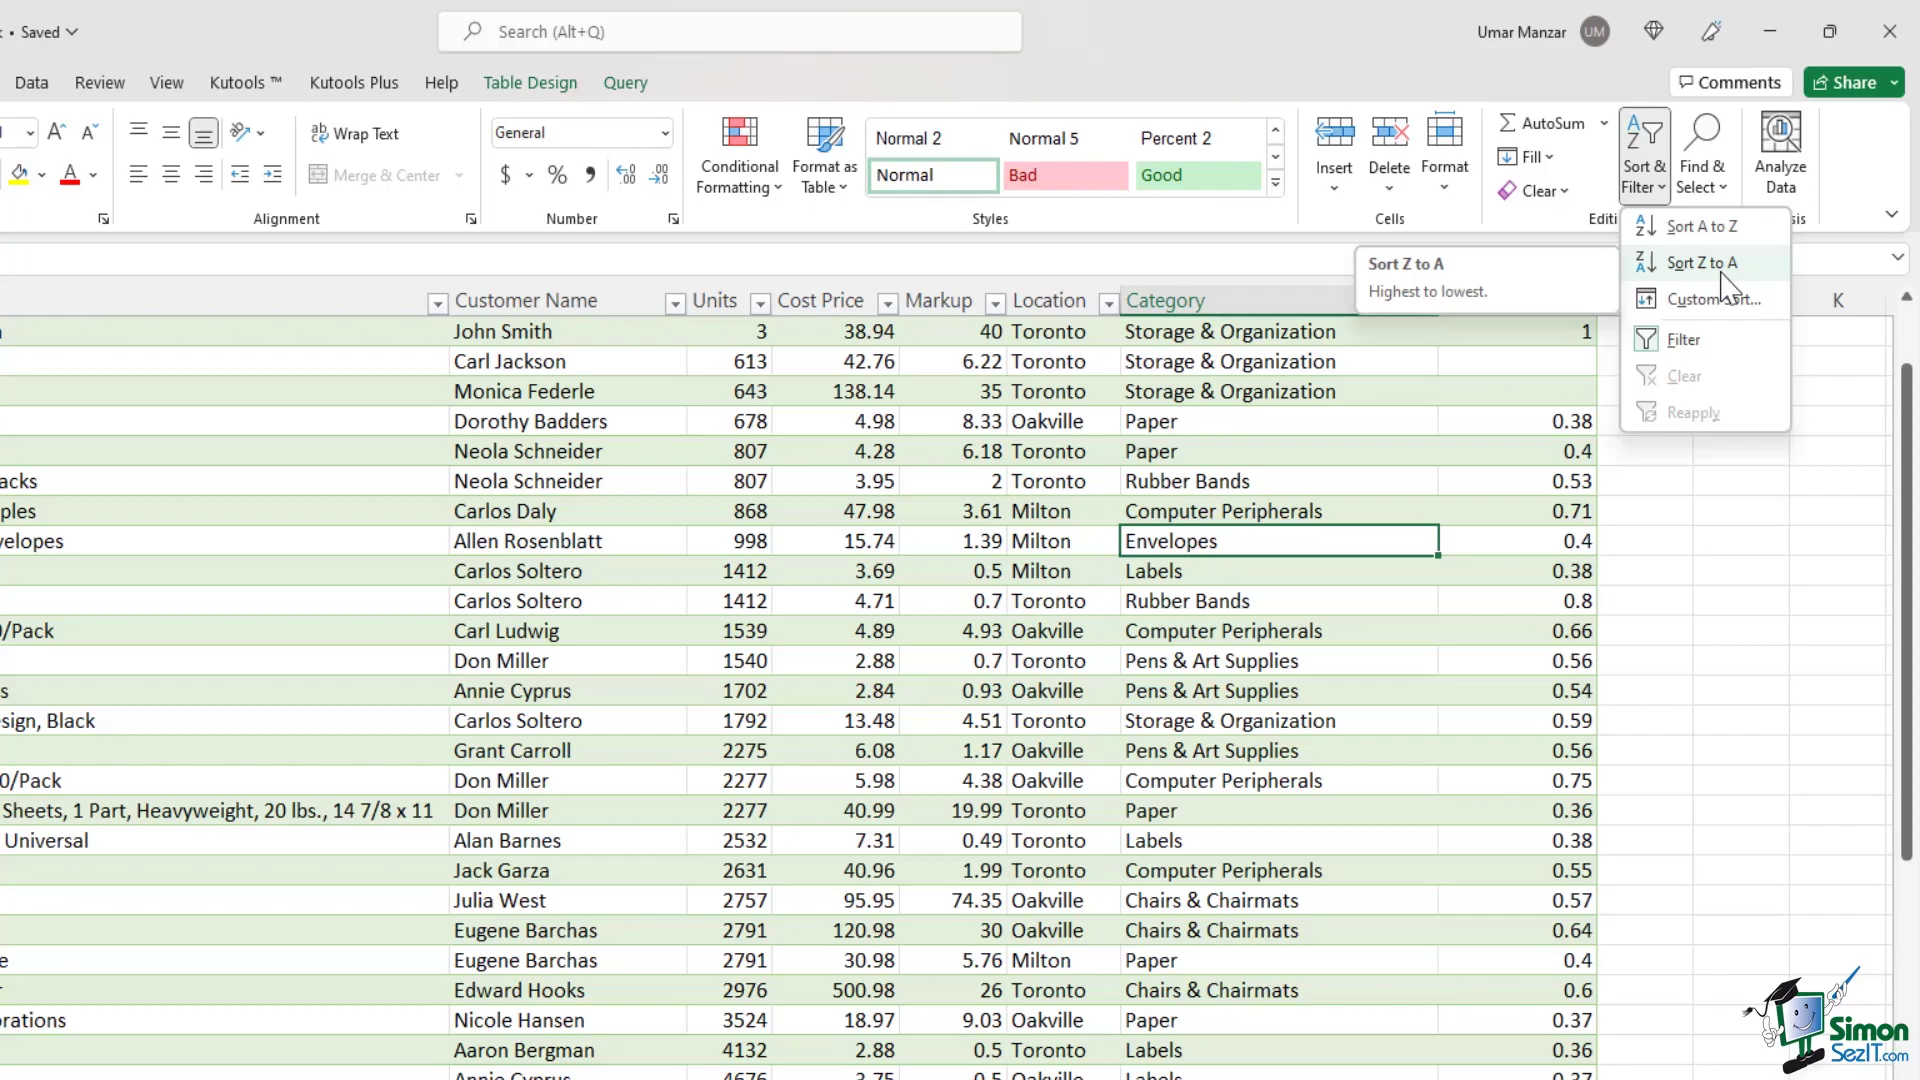 • Saved
Search (Alt+Q)
Umar Manzar UM
Data Review View Kutools ™ Kutools Plus Help Table Design Query Comments Share
Wrap Text General Conditional Formatting Format as Table Normal 2 Normal 5 Percent 2 Insert Delete Format AutoSum Sort & Filter Find & Select Analyze Data
Merge & Center $ % Normal Bad Good Fill Clear
Alignment Number Styles Cells Editi sis
Sort A to Z
Sort Z to A
Custom Sort...
Filter
Clear
Reapply
Sort Z to A
Highest to lowest.
Customer Name Units Cost Price Markup Location Category K
John Smith 3 38.94 40 Toronto Storage & Organization 1
Carl Jackson 613 42.76 6.22 Toronto Storage & Organization
Monica Federle 643 138.14 35 Toronto Storage & Organization
Dorothy Badders 678 4.98 8.33 Oakville Paper 0.38
Neola Schneider 807 4.28 6.18 Toronto Paper 0.4
acks Neola Schneider 807 3.95 2 Toronto Rubber Bands 0.53
ples Carlos Daly 868 47.98 3.61 Milton Computer Peripherals 0.71
velopes Allen Rosenblatt 998 15.74 1.39 Milton Envelopes 0.4
Carlos Soltero 1412 3.69 0.5 Milton Labels 0.38
Carlos Soltero 1412 4.71 0.7 Toronto Rubber Bands 0.8
0/Pack Carl Ludwig 1539 4.89 4.93 Oakville Computer Peripherals 0.66
Don Miller 1540 2.88 0.7 Toronto Pens & Art Supplies 0.56
s Annie Cyprus 1702 2.84 0.93 Oakville Pens & Art Supplies 0.54
sign, Black Carlos Soltero 1792 13.48 4.51 Toronto Storage & Organization 0.59
Grant Carroll 2275 6.08 1.17 Oakville Pens & Art Supplies 0.56
0/Pack Don Miller 2277 5.98 4.38 Oakville Computer Peripherals 0.75
Sheets, 1 Part, Heavyweight, 20 lbs., 14 7/8 x 11 Don Miller 2277 40.99 19.99 Toronto Paper 0.36
Universal Alan Barnes 2532 7.31 0.49 Toronto Labels 0.38
Jack Garza 2631 40.96 1.99 Toronto Computer Peripherals 0.55
Julia West 2757 95.95 74.35 Oakville Chairs & Chairmats 0.57
Eugene Barchas 2791 120.98 30 Oakville Chairs & Chairmats 0.64
e Eugene Barchas 2791 30.98 5.76 Milton Paper 0.4
r Edward Hooks 2976 500.98 26 Toronto Chairs & Chairmats 0.6
orations Nicole Hansen 3524 18.97 9.03 Oakville Paper 0.37
Aaron Bergman 4132 2.88 0.5 Toronto Labels 0.36
Annie Cyprus 4676 3.75 0.5 Oakville Labels 0.37
Simon
SezIT.com